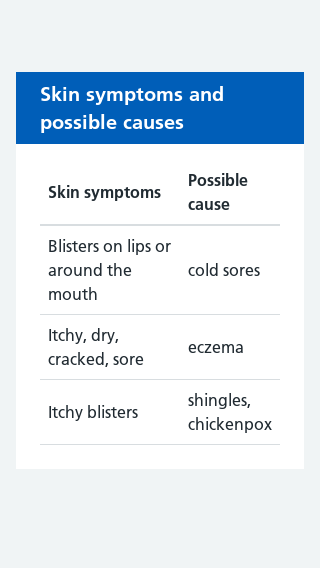 Skin symptoms and
possible causes
Skin symptoms
Possible
cause
Blisters on lips or
around the
mouth
cold sores
Itchy, dry,
cracked, sore
eczema
Itchy blisters
shingles,
chickenpox